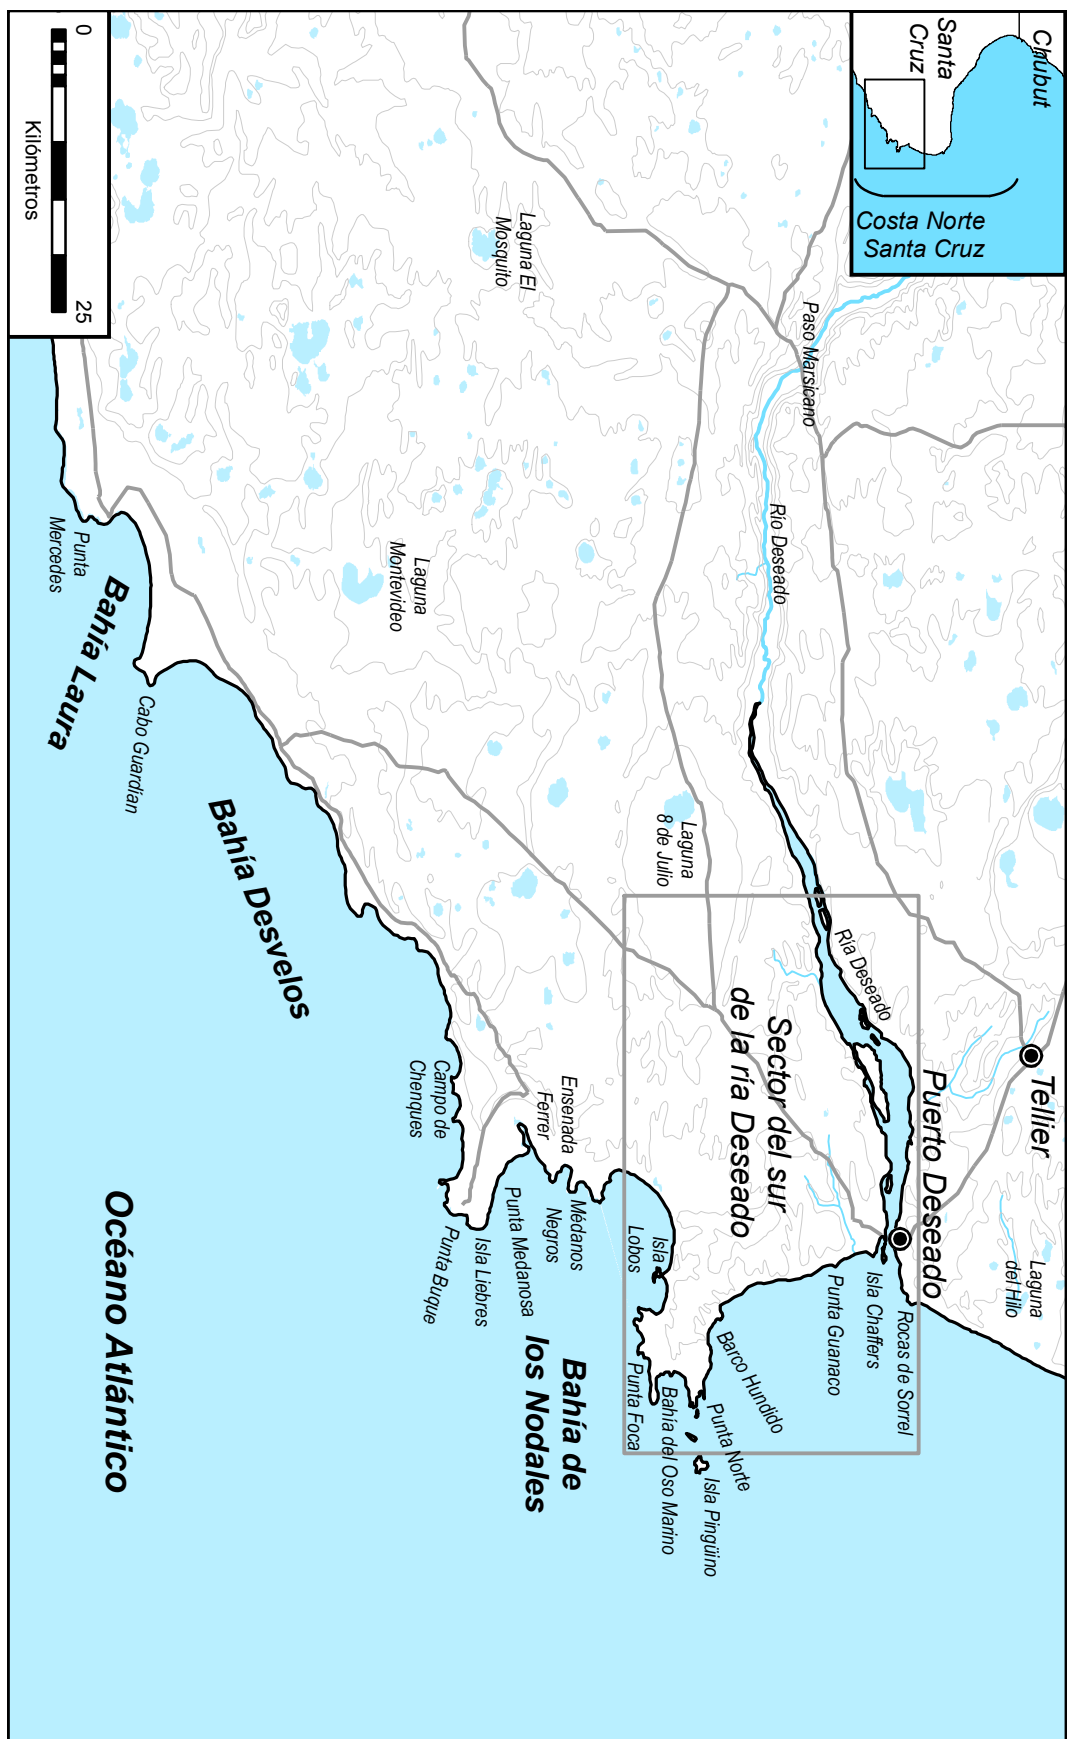 Chubut
Santa
Cruz
Costa Norte
Santa Cruz
Tellier
Laguna
del Hilo
Puerto Deseado
Rocas de Sorrel
Isla Chaffers
Punta Guanaco
Ría Deseado
Paso Marsicano
Río Deseado
Sector del sur
de la ría Deseado
Barco Hundido
Punta Norte
Isla Pingüino
Bahía del Oso Marino
Punta Foca
Isla
Lobos
Laguna
8 de Julio
Laguna El
Mosquito
Laguna
Montevideo
Bahía de
los Nodales
Médanos
Negros
Ensenada
Ferrer
Punta Medanosa
Isla Liebres
Punta Buque
Campo de
Chenques
Bahía Desvelos
Cabo Guardían
Bahía Laura
Punta
Mercedes
Océano Atlántico
0
25
Kilómetros